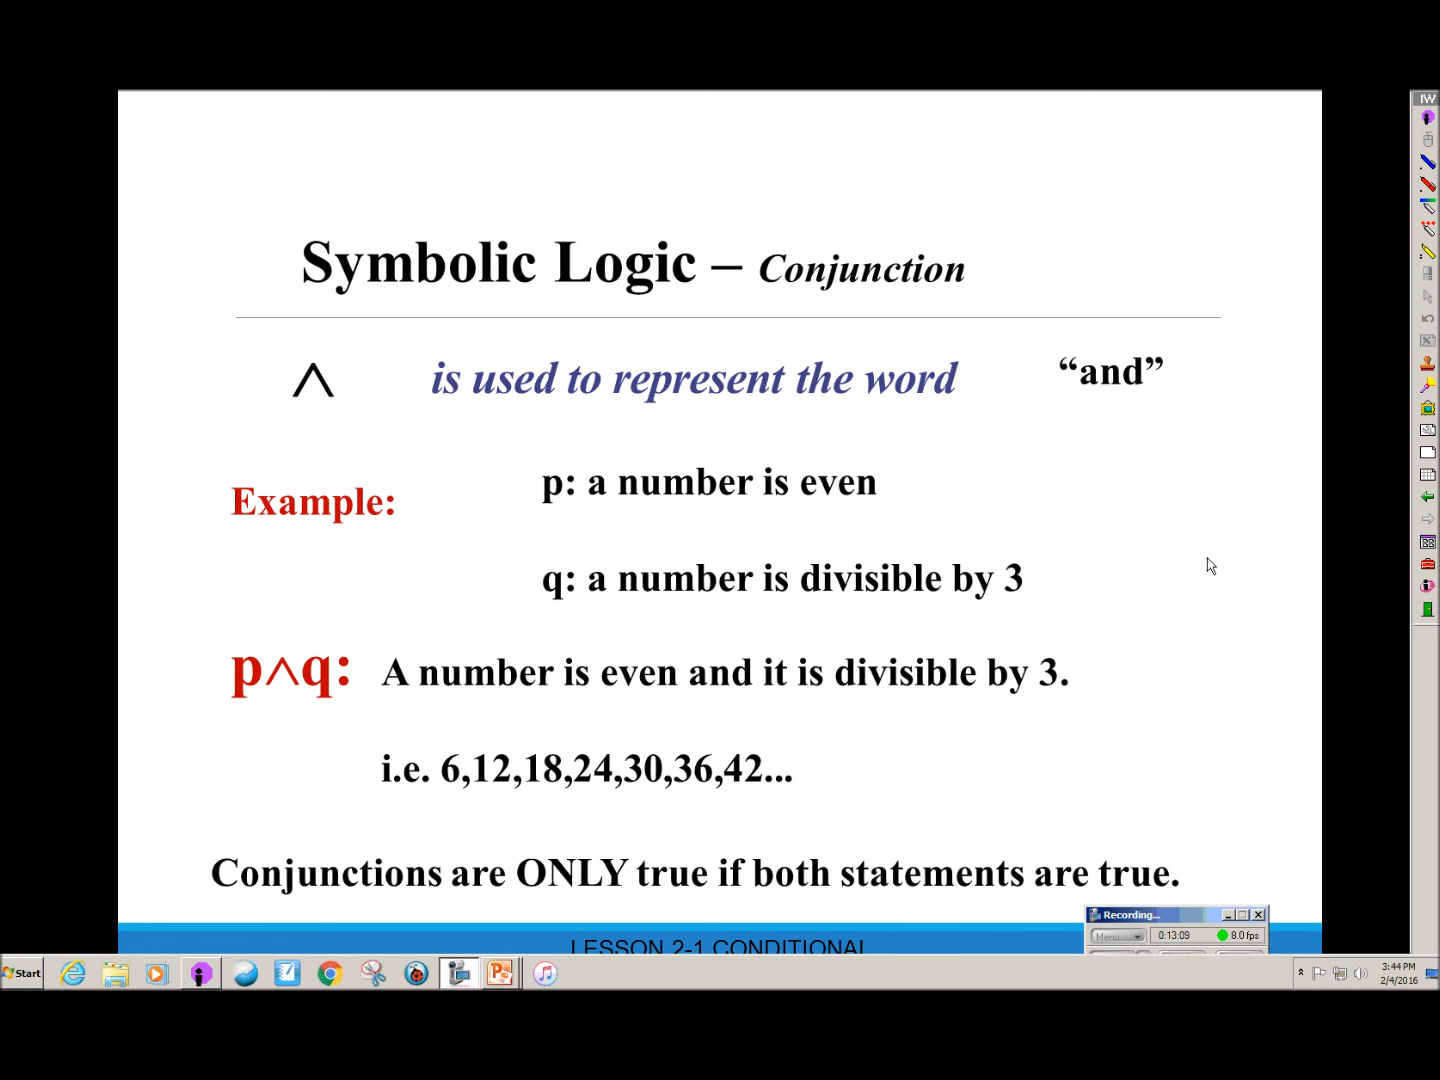 IW
Symbolic Logic – Conjunction
∧ is used to represent the word “and”
p: a number is even
Example:
q: a number is divisible by 3
p∧q: A number is even and it is divisible by 3.
i.e. 6,12,18,24,30,36,42...
Conjunctions are ONLY true if both statements are true.
Recording...
Menu 0:13:09 8.0 fps
LESSON 2-1 CONDITIONAL
Start
3:44 PM
2/4/2016